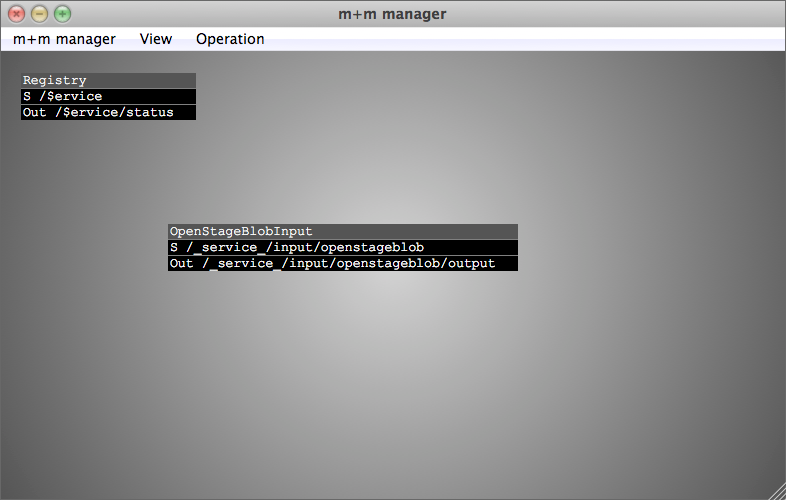 m+m manager
m+m manager View Operation
Registry
S /$ervice
Out /$ervice/status
OpenStageBlobInput
S /_service_/input/openstageblob
Out /_service_/input/openstageblob/output